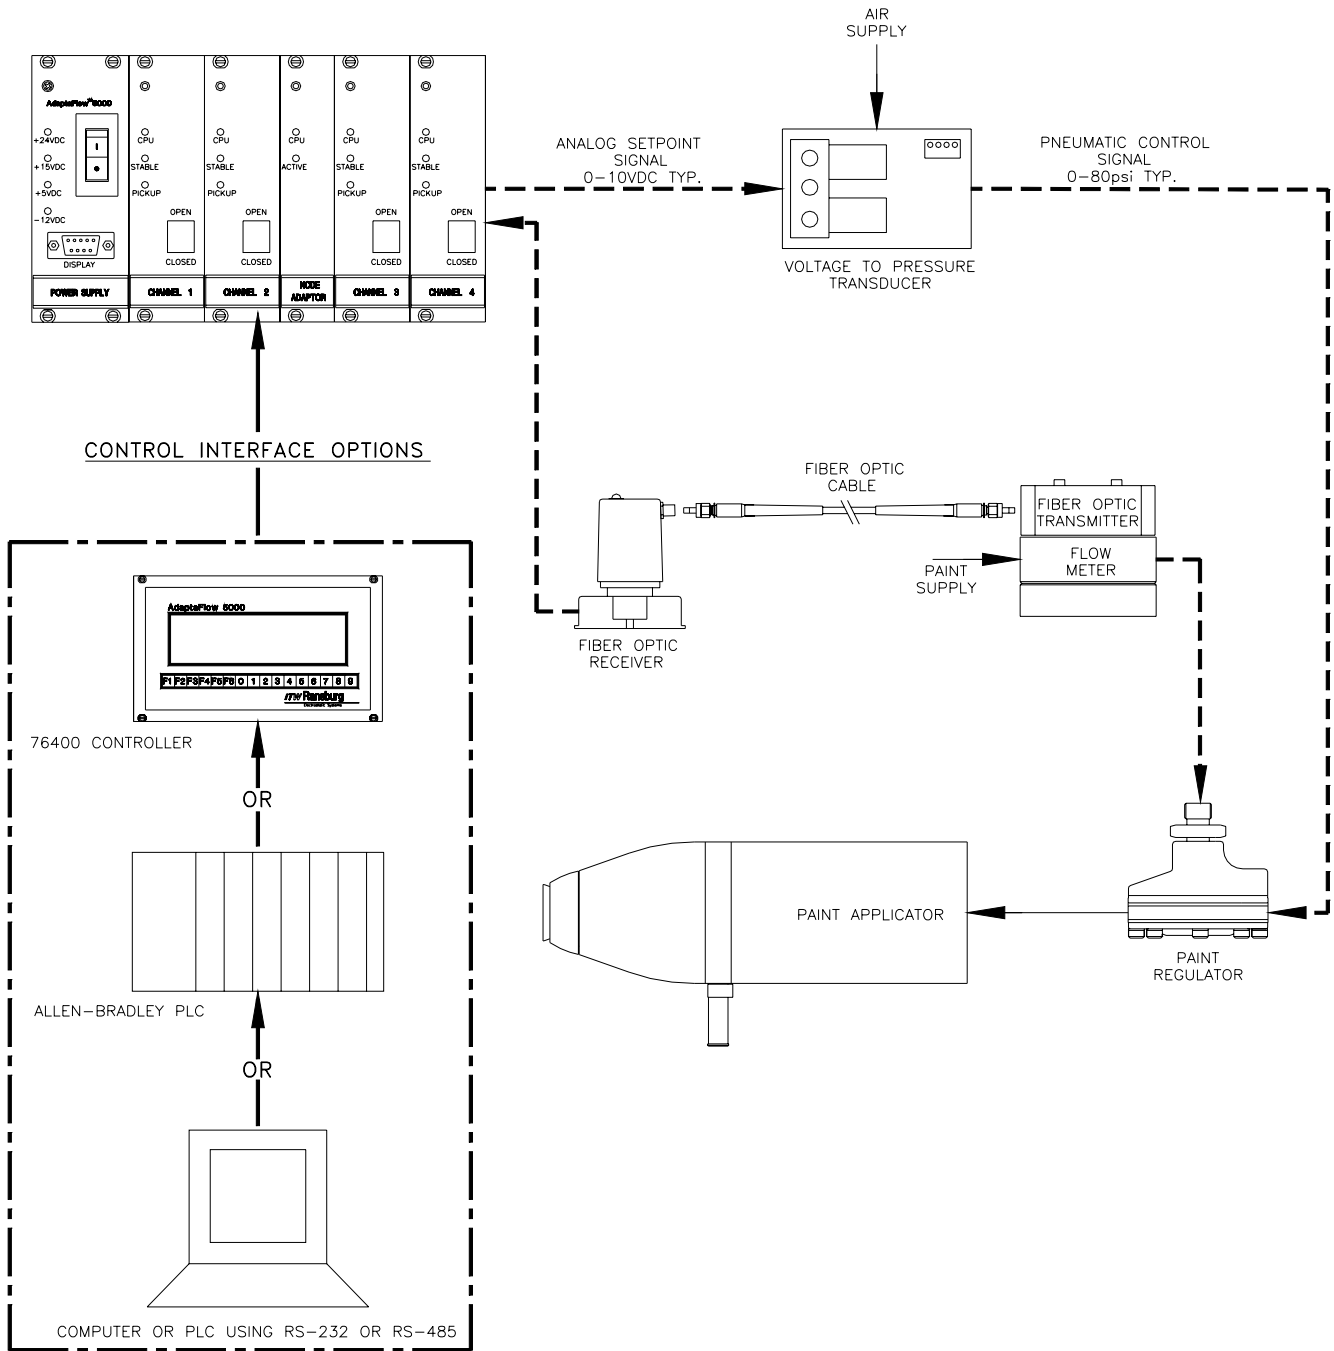 AIR
SUPPLY
AdaptaFlow™5000
+24VDC
+15VDC
+5VDC
-12VDC
DISPLAY
POWER SUPPLY
CPU
STABLE
PICKUP
OPEN
CLOSED
CHANNEL 1
CPU
STABLE
PICKUP
OPEN
CLOSED
CHANNEL 2
CPU
ACTIVE
NODE
ADAPTOR
CPU
STABLE
PICKUP
OPEN
CLOSED
CHANNEL 3
CPU
STABLE
PICKUP
OPEN
CLOSED
CHANNEL 4
ANALOG SETPOINT
SIGNAL
0-10VDC TYP.
PNEUMATIC CONTROL
SIGNAL
0-80psi TYP.
VOLTAGE TO PRESSURE
TRANSDUCER
CONTROL INTERFACE OPTIONS
FIBER OPTIC
CABLE
FIBER OPTIC
TRANSMITTER
FLOW
METER
PAINT
SUPPLY
FIBER OPTIC
RECEIVER
AdaptaFlow 5000
F1 F2 F3 F4 F5 F6 0 1 2 3 4 5 6 7 8 9
ITW Ransburg
Electrostatic Systems
76400 CONTROLLER
OR
ALLEN-BRADLEY PLC
OR
COMPUTER OR PLC USING RS-232 OR RS-485
PAINT APPLICATOR
PAINT
REGULATOR